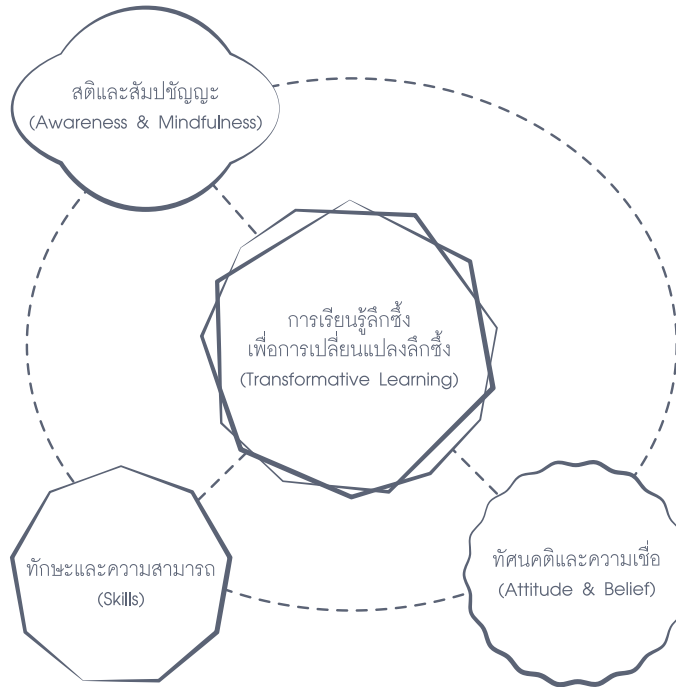 สติและสัมปชัญญะ
(Awareness & Mindfulness)
การเรียนรู้ลึกซึ้ง
เพื่อการเปลี่ยนแปลงลึกซึ้ง
(Transformative Learning)
ทักษะและความสามารถ
(Skills)
ทัศนคติและความเชื่อ
(Attitude & Belief)